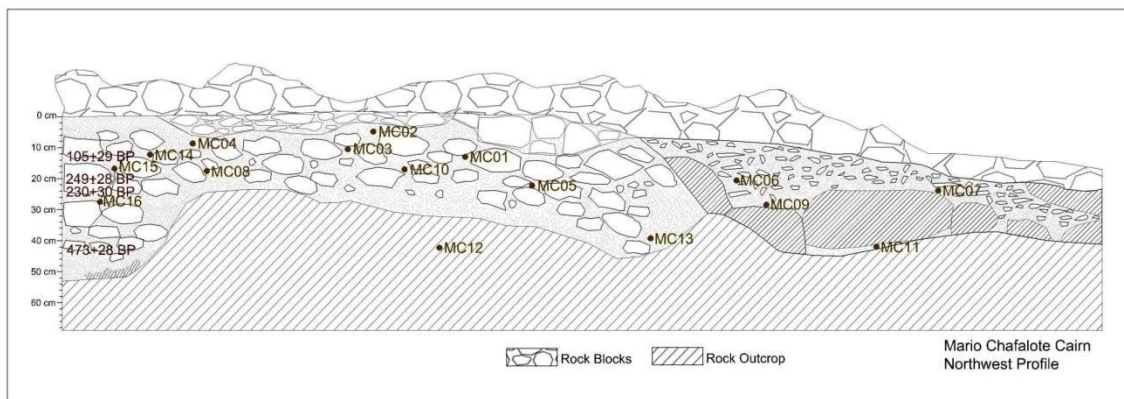 0 cm
MC02
MC04
MC03
10 cm
105+29 BP
MC14
MC01
MC15
MC08
MC10
249+28 BP
20 cm
MC05
MC06
MC07
230+30 BP
MC16
MC09
30 cm
MC13
40 cm
473+28 BP
MC12
MC11
50 cm
60 cm
Mario Chafalote Cairn
Northwest Profile
Rock Blocks
Rock Outcrop